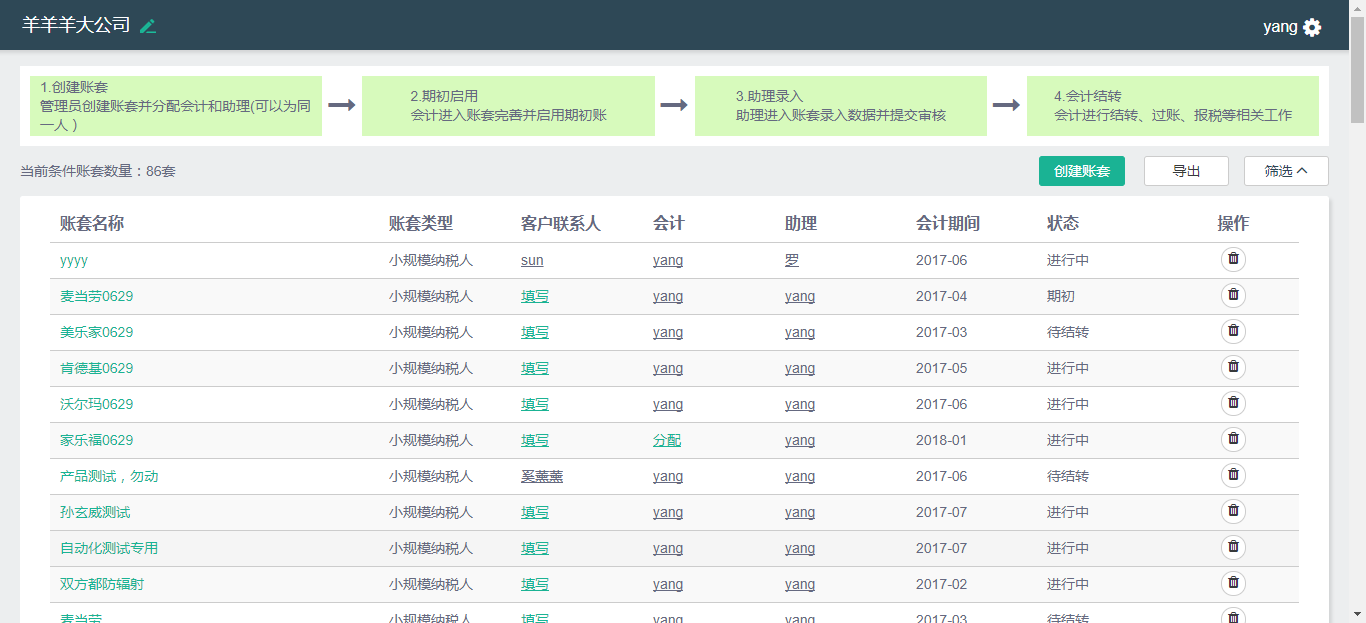 羊羊羊大公司
yang
1.创建账套
管理员创建账套并分配会计和助理(可以为同
一人）
2.期初启用
会计进入账套完善并启用期初账
3.助理录入
助理进入账套录入数据并提交审核
4.会计结转
会计进行结转、过账、报税等相关工作
当前条件账套数量：86套
创建账套
导出
筛选
账套名称 账套类型 客户联系人 会计 助理 会计期间 状态 操作
yyyy 小规模纳税人 sun yang 罗 2017-06 进行中
麦当劳0629 小规模纳税人 填写 yang yang 2017-04 期初
美乐家0629 小规模纳税人 填写 yang yang 2017-03 待结转
肯德基0629 小规模纳税人 填写 yang yang 2017-05 进行中
沃尔玛0629 小规模纳税人 填写 yang yang 2017-06 进行中
家乐福0629 小规模纳税人 填写 分配 yang 2018-01 进行中
产品测试，勿动 小规模纳税人 奚薰薰 yang yang 2017-06 待结转
孙玄威测试 小规模纳税人 填写 yang yang 2017-07 进行中
自动化测试专用 小规模纳税人 填写 yang yang 2017-07 进行中
双方都防辐射 小规模纳税人 填写 yang yang 2017-02 进行中
麦当劳 小规模纳税人 填写 yang yang 2017-03 待结转